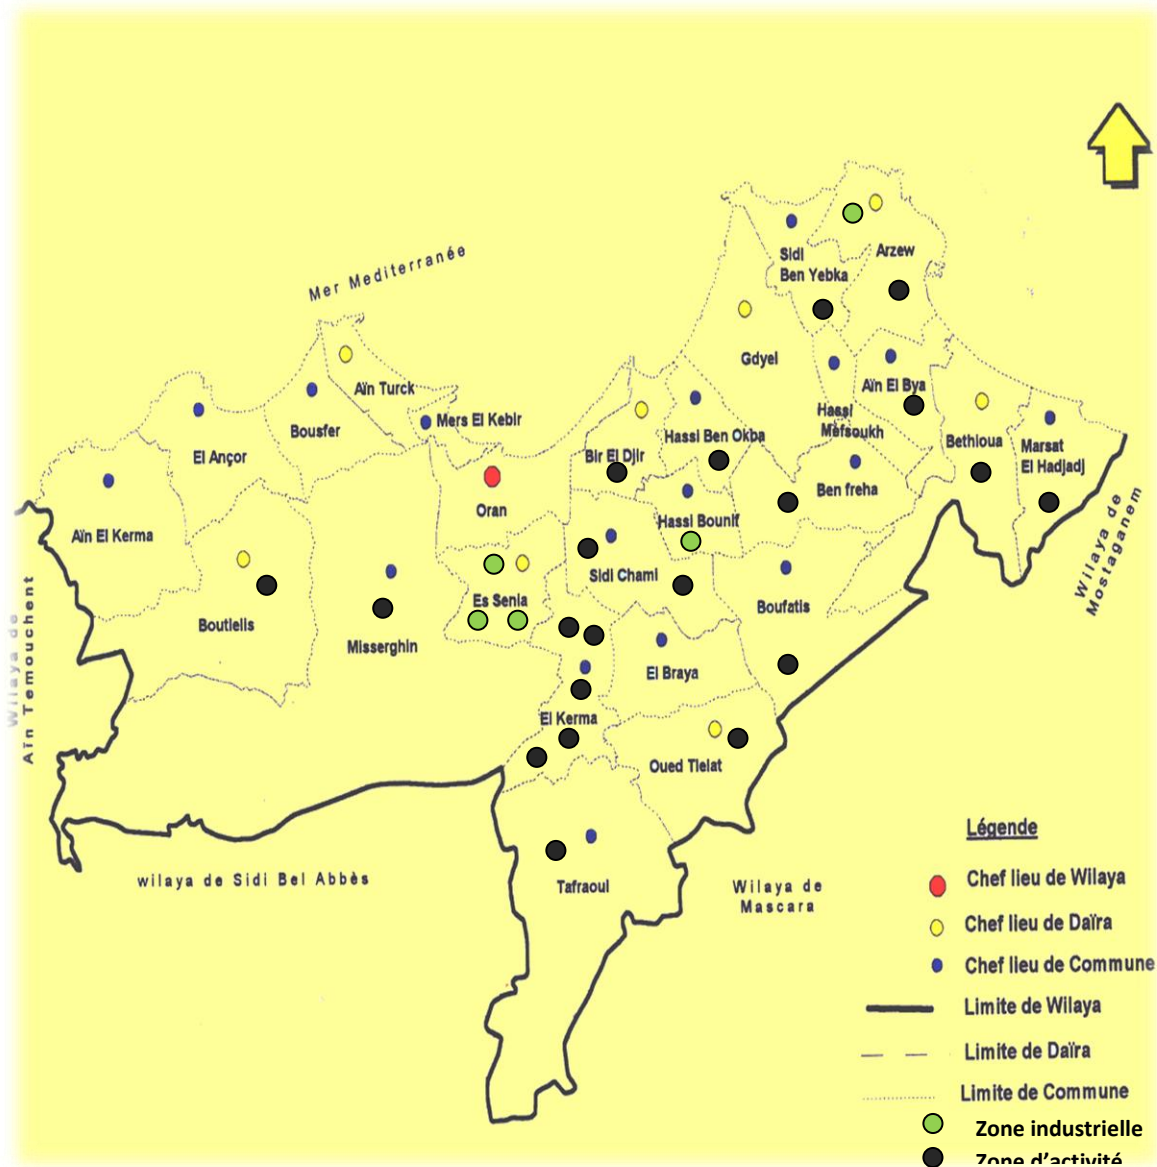 Mer Mediterranée
Sidi
Ben Yebka
Arzew
Gdyel
Aïn Turck
Aïn El Bya
Hassi
Mefsoukh
Mers El Kebir
Bousfer
Hassi Ben Okba
Bethioua
Marsat
El Hadjadj
El Ançor
Bir El Djir
Ben freha
Oran
Hassi Bounif
Aïn El Kerma
Sidi Chami
Es Senia
Boufatis
Boutlelis
Misserghin
El Braya
El Kerma
Oued Tlelat
Tafraoui
Wilaya de
Mostaganem
Wilaya de
Aïn Temouchent
wilaya de Sidi Bel Abbès
Wilaya de
Mascara
Légende
Chef lieu de Wilaya
Chef lieu de Daïra
Chef lieu de Commune
Limite de Wilaya
Limite de Daïra
Limite de Commune
Zone industrielle
Zone d'activité